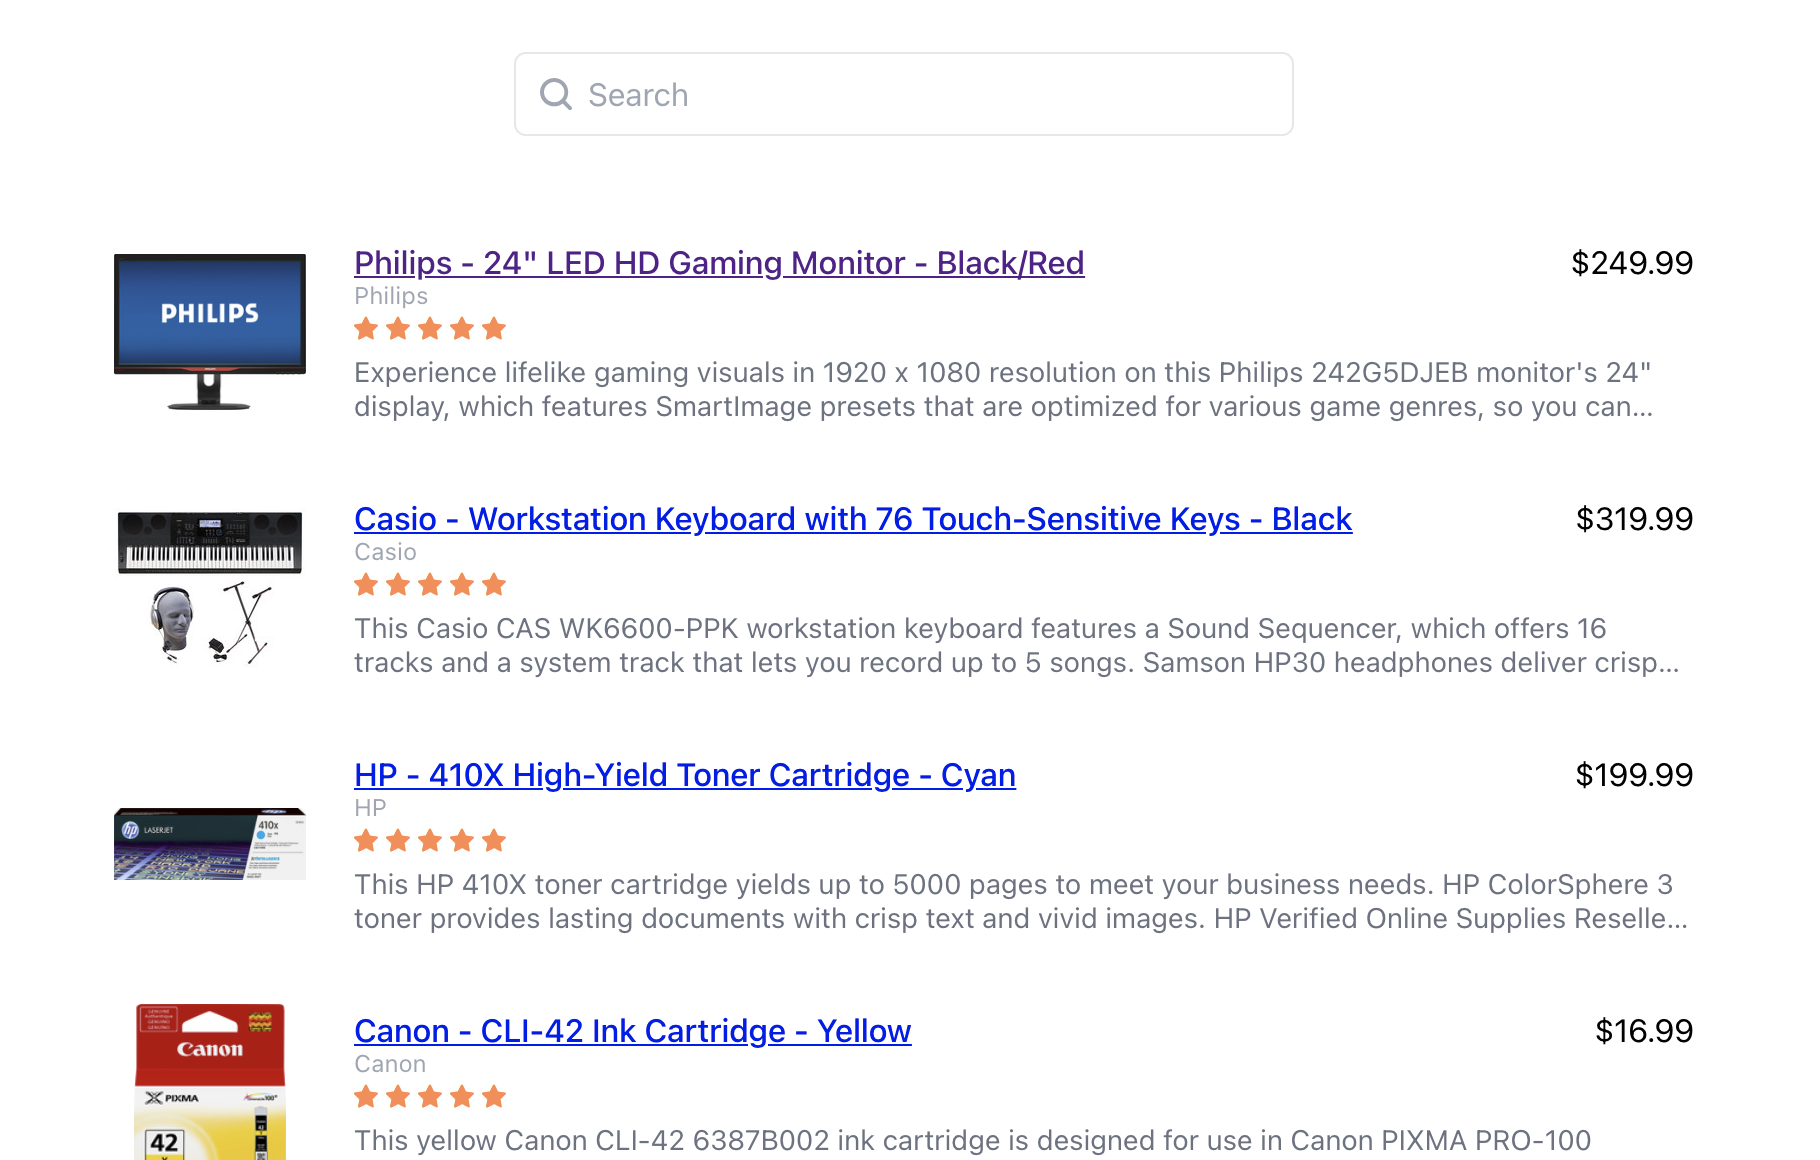 Search
Philips - 24" LED HD Gaming Monitor - Black/Red
$249.99
Philips
PHILIPS
Experience lifelike gaming visuals in 1920 x 1080 resolution on this Philips 242G5DJEB monitor's 24"
display, which features SmartImage presets that are optimized for various game genres, so you can...
Casio - Workstation Keyboard with 76 Touch-Sensitive Keys - Black
$319.99
Casio
This Casio CAS WK6600-PPK workstation keyboard features a Sound Sequencer, which offers 16
tracks and a system track that lets you record up to 5 songs. Samson HP30 headphones deliver crisp...
HP - 410X High-Yield Toner Cartridge - Cyan
$199.99
HP
hp LASERJET
410x
This HP 410X toner cartridge yields up to 5000 pages to meet your business needs. HP ColorSphere 3
toner provides lasting documents with crisp text and vivid images. HP Verified Online Supplies Reselle...
Canon - CLI-42 Ink Cartridge - Yellow
$16.99
Canon
Canon
PIXMA
42
This yellow Canon CLI-42 6387B002 ink cartridge is designed for use in Canon PIXMA PRO-100